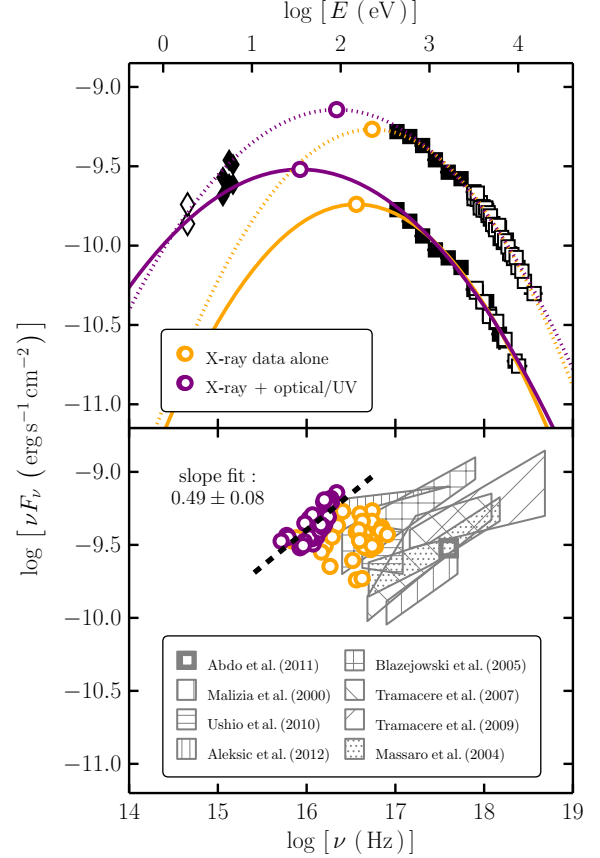 log [ E ( eV ) ]
0 1 2 3 4
−9.0
−9.5
−10.0
−10.5
−11.0
X-ray data alone
X-ray + optical/UV
log [ νFν ( erg s−1 cm−2 ) ]
−9.0
−9.5
−10.0
−10.5
−11.0
slope fit :
0.49 ± 0.08
Abdo et al. (2011)
Malizia et al. (2000)
Ushio et al. (2010)
Aleksic et al. (2012)
Blazejowski et al. (2005)
Tramacere et al. (2007)
Tramacere et al. (2009)
Massaro et al. (2004)
14 15 16 17 18 19
log [ ν ( Hz ) ]